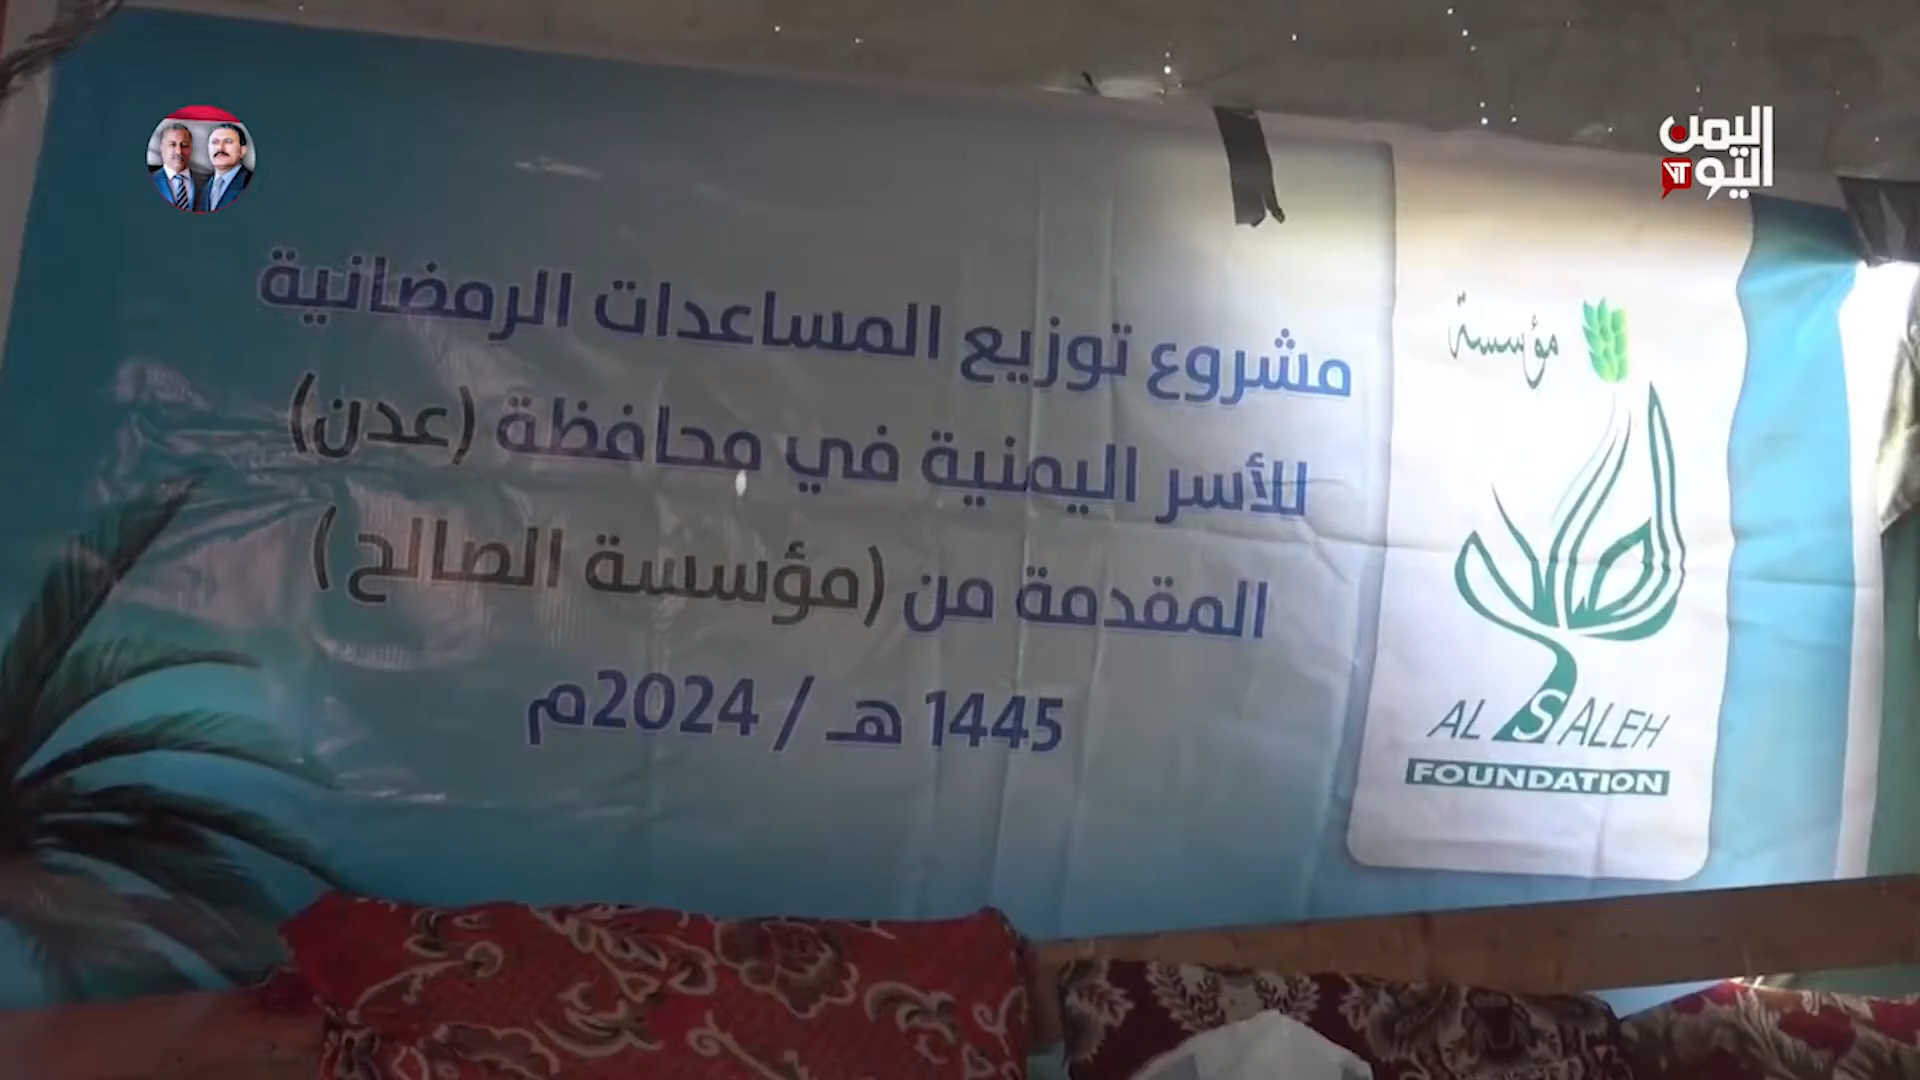 اليمن
اليوم
مشروع توزيع المساعدات الرمضانية
للأسر اليمنية في محافظة (عدن)
المقدمة من (مؤسسة الصالح)
1445 هـ / 2024م
مؤسسة
الصالح
AL SALEH
FOUNDATION